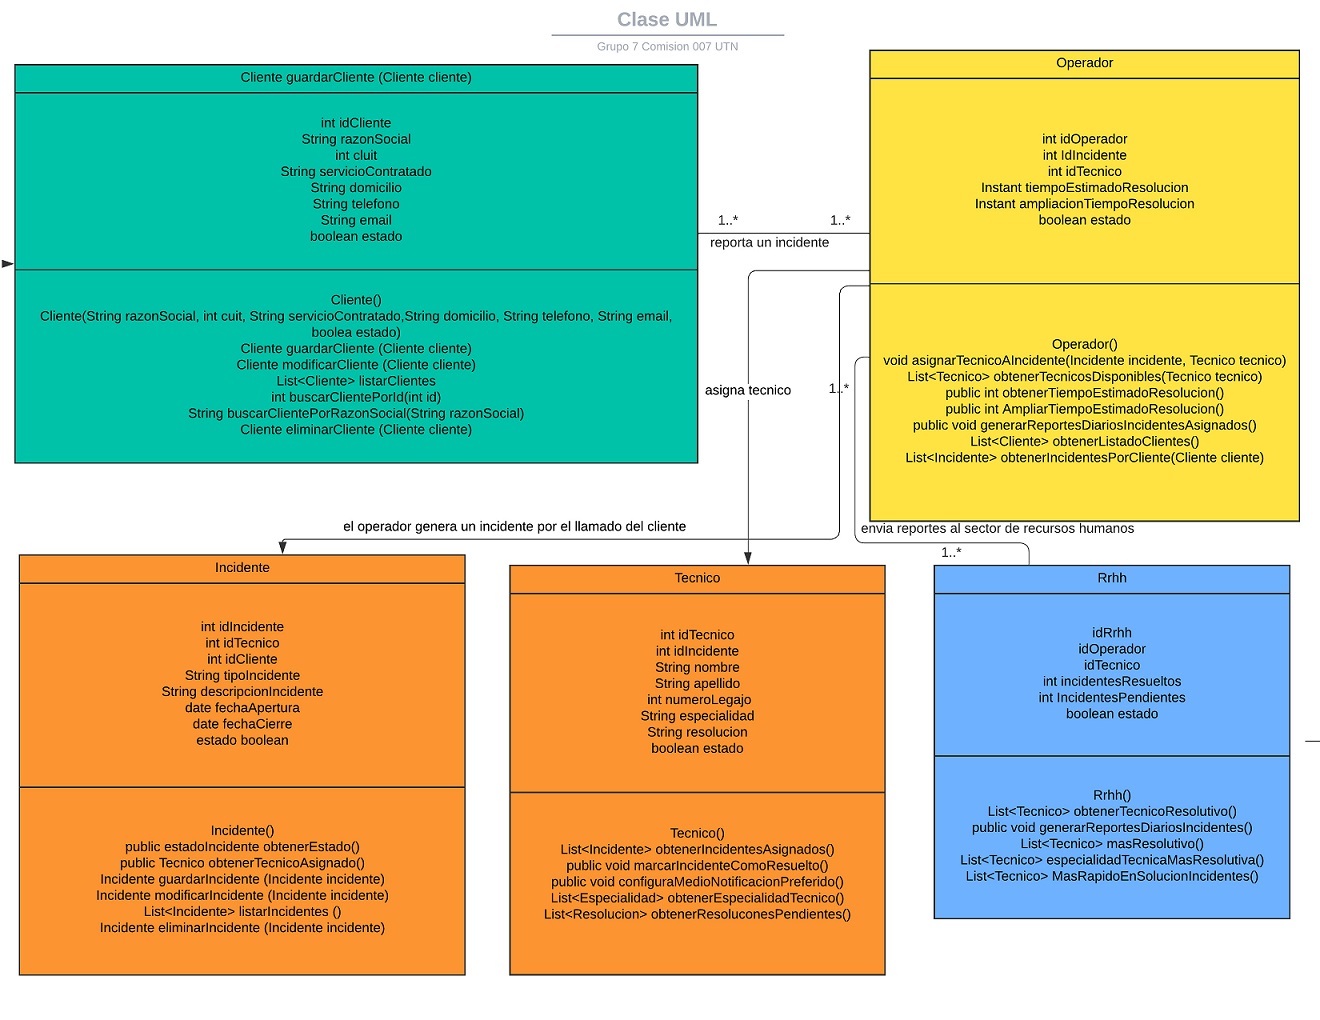 Clase UML
Grupo 7 Comision 007 UTN
Cliente guardarCliente (Cliente cliente)
int idCliente
String razonSocial
int cluit
String servicioContratado
String domicilio
String telefono
String email
boolean estado
Cliente()
Cliente(String razonSocial, int cuit, String servicioContratado,String domicilio, String telefono, String email,
boolea estado)
Cliente guardarCliente (Cliente cliente)
Cliente modificarCliente (Cliente cliente)
List<Cliente> listarClientes
int buscarClientePorId(int id)
String buscarClientePorRazonSocial(String razonSocial)
Cliente eliminarCliente (Cliente cliente)
1..*
1..*
reporta un incidente
Operador
int idOperador
int IdIncidente
int idTecnico
Instant tiempoEstimadoResolucion
Instant ampliacionTiempoResolucion
boolean estado
Operador()
void asignarTecnicoAIncidente(Incidente incidente, Tecnico tecnico)
List<Tecnico> obtenerTecnicosDisponibles(Tecnico tecnico)
public int obtenerTiempoEstimadoResolucion()
public int AmpliarTiempoEstimadoResolucion()
public void generarReportesDiariosIncidentesAsignados()
List<Cliente> obtenerListadoClientes()
List<Incidente> obtenerIncidentesPorCliente(Cliente cliente)
asigna tecnico
1..*
el operador genera un incidente por el llamado del cliente
envia reportes al sector de recursos humanos
1..*
Incidente
int idIncidente
int idTecnico
int idCliente
String tipoIncidente
String descripcionIncidente
date fechaApertura
date fechaCierre
estado boolean
Incidente()
public estadoIncidente obtenerEstado()
public Tecnico obtenerTecnicoAsignado()
Incidente guardarIncidente (Incidente incidente)
Incidente modificarIncidente (Incidente incidente)
List<Incidente> listarIncidentes ()
Incidente eliminarIncidente (Incidente incidente)
Tecnico
int idTecnico
int idIncidente
String nombre
String apellido
int numeroLegajo
String especialidad
String resolucion
boolean estado
Tecnico()
List<Incidente> obtenerIncidentesAsignados()
public void marcarIncidenteComoResuelto()
public void configuraMedioNotificacionPreferido()
List<Especialidad> obtenerEspecialidadTecnico()
List<Resolucion> obtenerResoluconesPendientes()
Rrhh
idRrhh
idOperador
idTecnico
int incidentesResueltos
int IncidentesPendientes
boolean estado
Rrhh()
List<Tecnico> obtenerTecnicoResolutivo()
public void generarReportesDiariosIncidentes()
List<Tecnico> masResolutivo()
List<Tecnico> especialidadTecnicaMasResolutiva()
List<Tecnico> MasRapidoEnSolucionIncidentes()